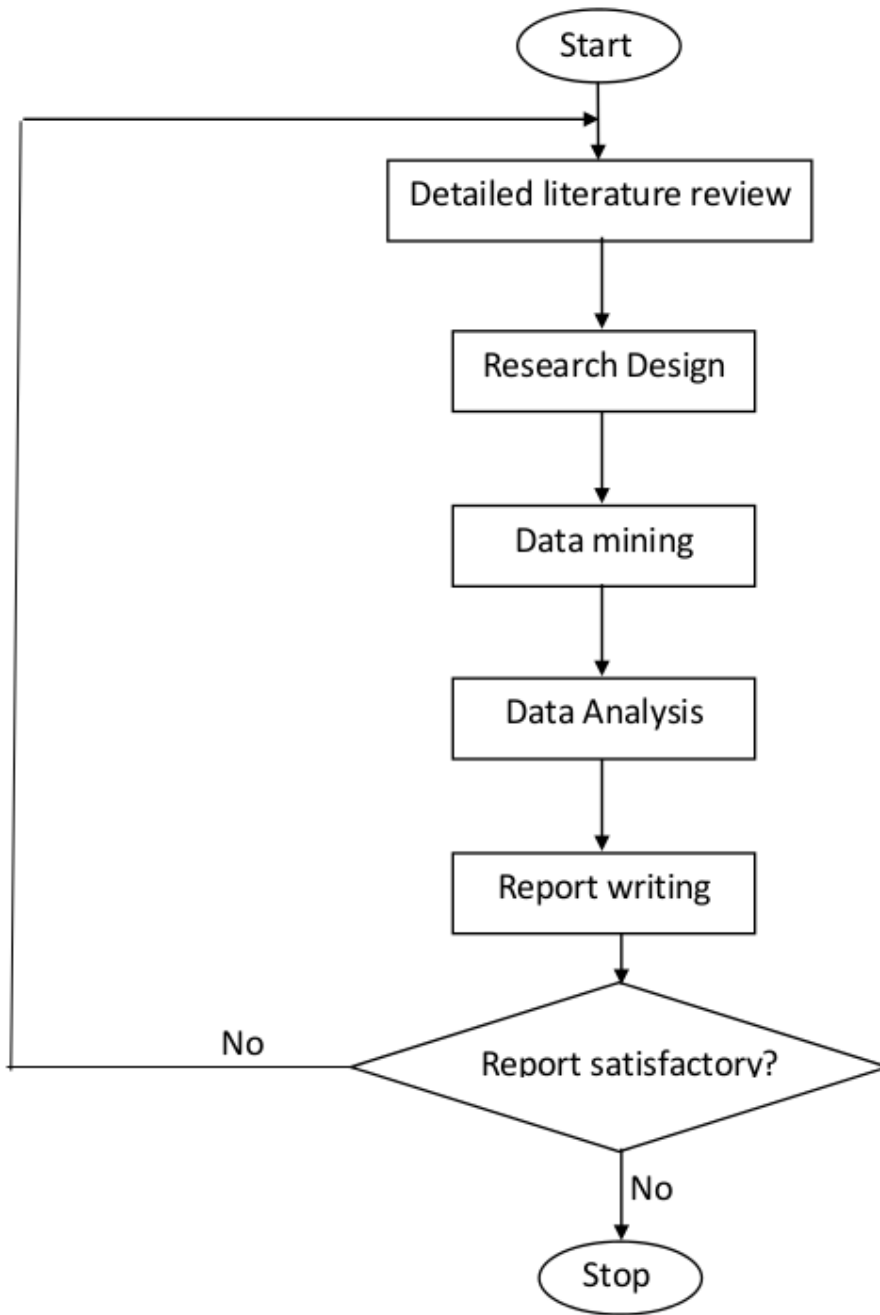 Start
Detailed literature review
Research Design
Data mining
Data Analysis
Report writing
No
Report satisfactory?
No
Stop